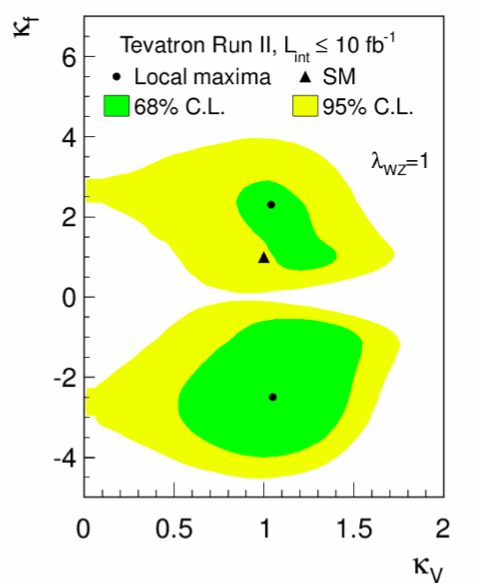 κf
Tevatron Run II, Lint ≤ 10 fb-1
Local maxima SM
68% C.L. 95% C.L.
λWZ=1
6
4
2
0
-2
-4
0 0.5 1 1.5 2
κV